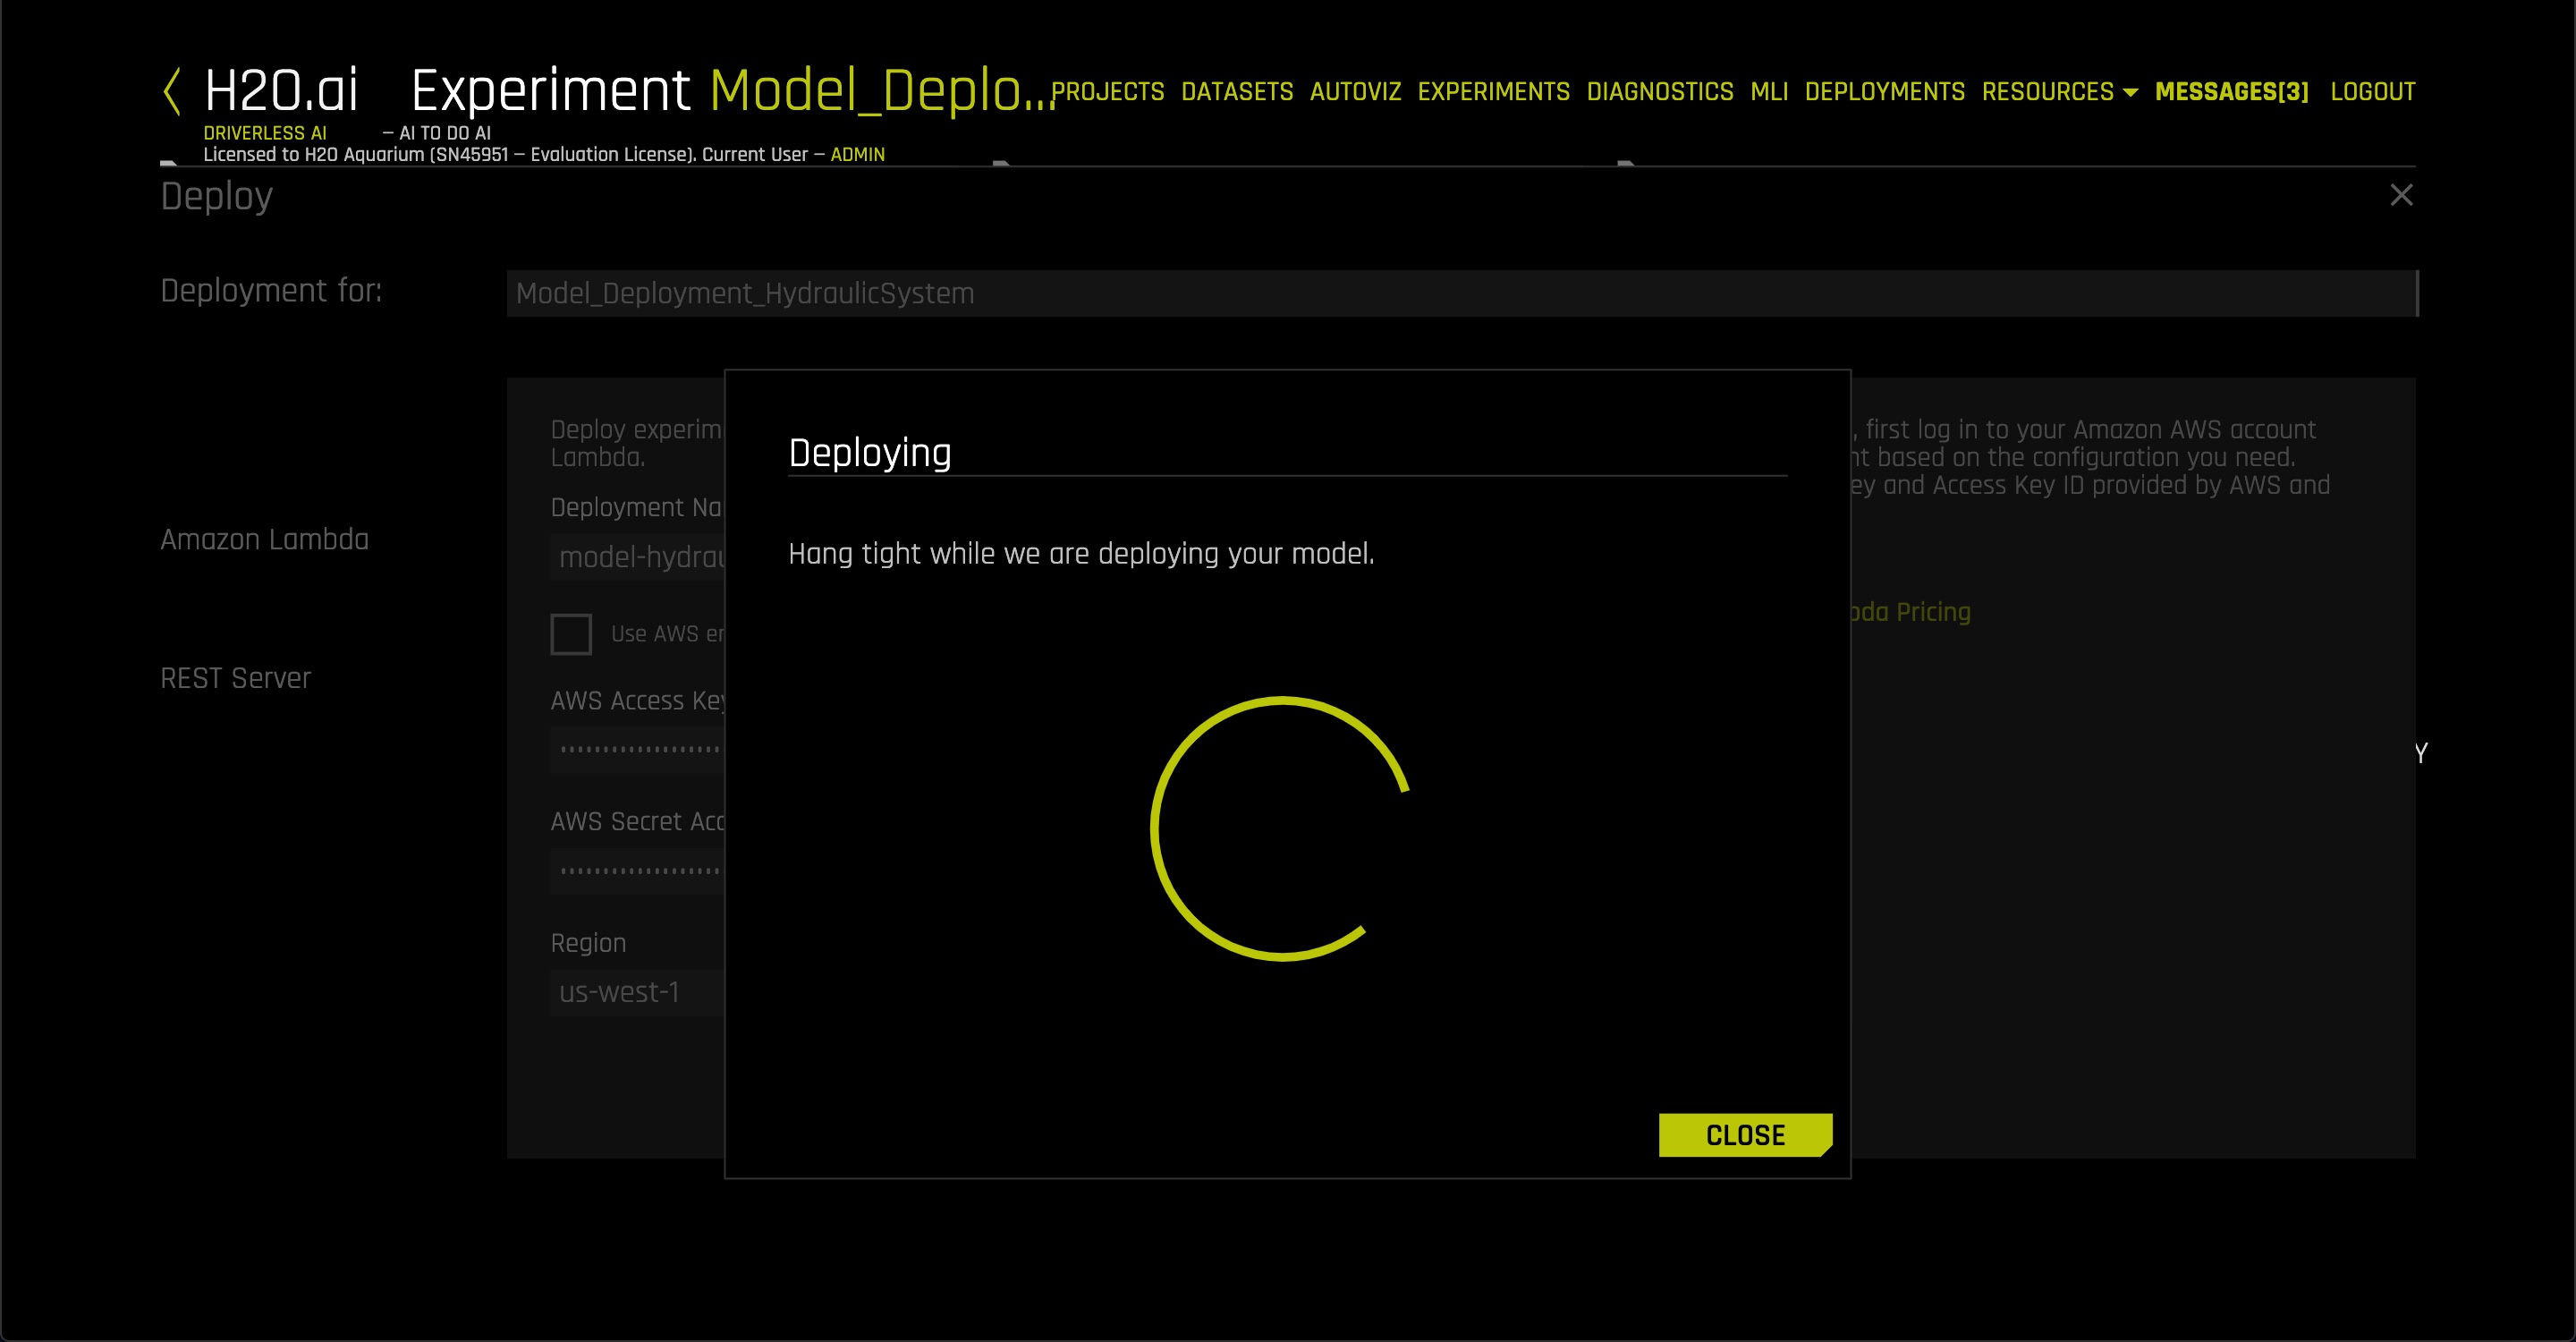 H2O.ai Experiment Model_Deplo...
PROJECTS DATASETS AUTOVIZ EXPERIMENTS DIAGNOSTICS MLI DEPLOYMENTS RESOURCES MESSAGES[3] LOGOUT
DRIVERLESS AI – AI TO DO AI
Licensed to H2O Aquarium (SN45951 – Evaluation License). Current User – ADMIN
Deploy
Deployment for:
Model_Deployment_HydraulicSystem
Amazon Lambda
REST Server
Deploy experim
Lambda.
Deployment Na
model-hydrau
Use AWS en
AWS Access Key
AWS Secret Acc
Region
us-west-1
Deploying
Hang tight while we are deploying your model.
CLOSE
, first log in to your Amazon AWS account
nt based on the configuration you need.
ey and Access Key ID provided by AWS and
bda Pricing
Y